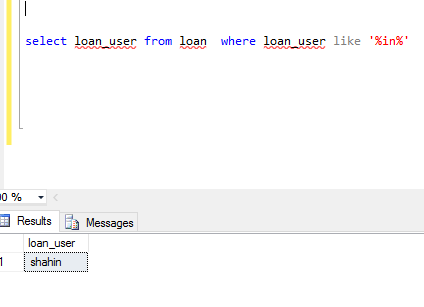 select loan_user from loan  where loan_user like '%in%'
00 %
Results
Messages
loan_user
1
shahin